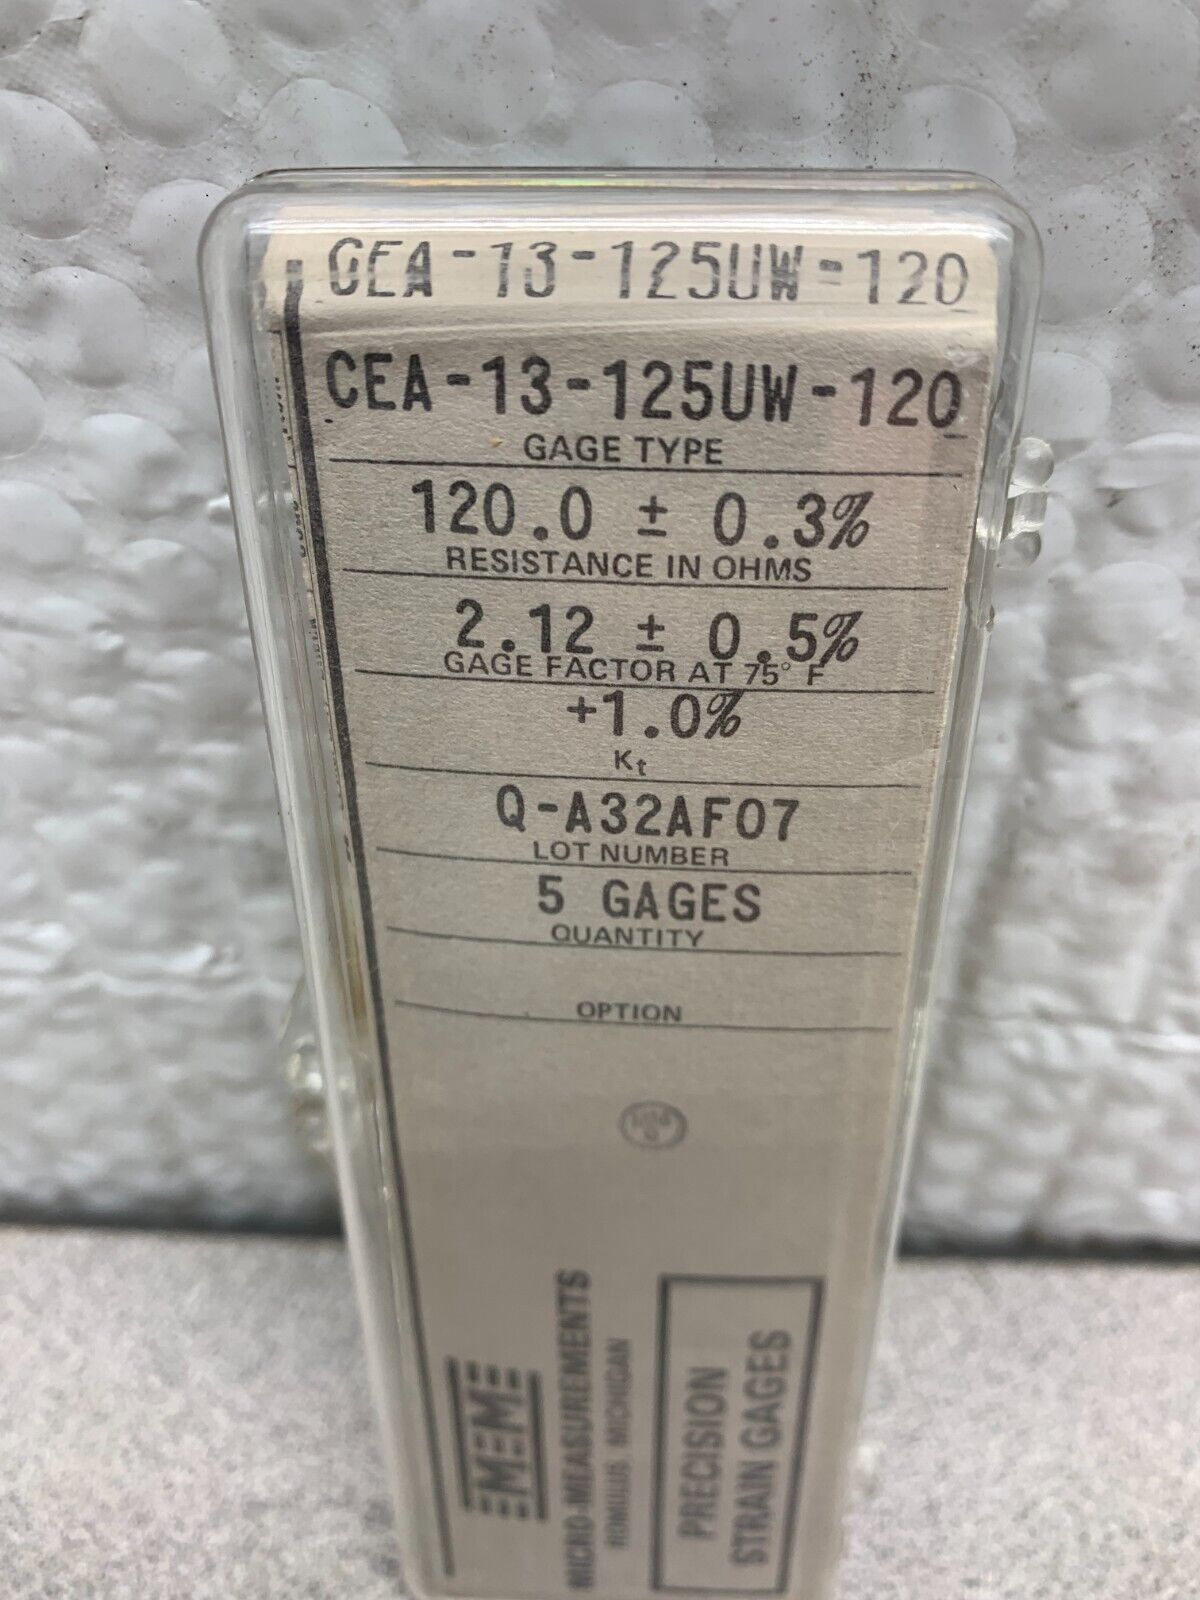 CEA-13-125UW-120
CEA-13-125UW-120
GAGE TYPE
120.0 ± 0.3%
RESISTANCE IN OHMS
2.12 ± 0.5%
GAGE FACTOR AT 75° F
+1.0%
Kt
Q-A32AF07
LOT NUMBER
5 GAGES
QUANTITY
OPTION
MM
MICRO-MEASUREMENTS
ROMULUS MICHIGAN
PRECISION
STRAIN GAGES